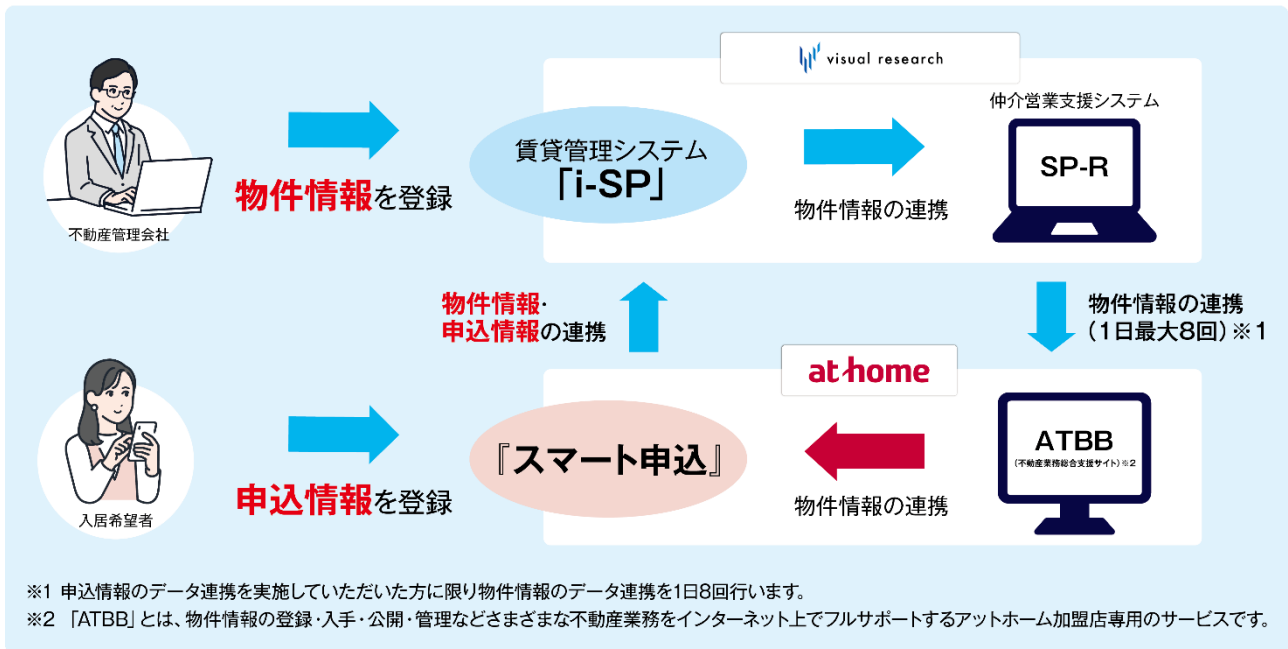 visual research
仲介営業支援システム
SP-R
賃貸管理システム
「i-SP」
物件情報の連携
物件情報を登録
不動産管理会社
物件情報・
申込情報の連携
物件情報の連携
(1日最大8回)※1
at home
ATBB
(不動産業務総合支援サイト)※2
『スマート申込』
物件情報の連携
申込情報を登録
入居希望者
※1 申込情報のデータ連携を実施していただいた方に限り物件情報のデータ連携を1日8回行います。
※2 「ATBB」とは、物件情報の登録・入手・公開・管理などさまざまな不動産業務をインターネット上でフルサポートするアットホーム加盟店専用のサービスです。